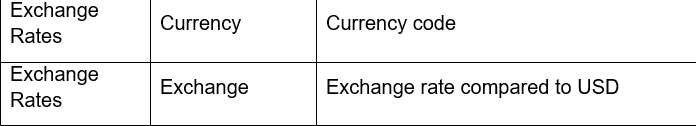 Exchange
Rates
Currency
Currency code
Exchange
Rates
Exchange
Exchange rate compared to USD